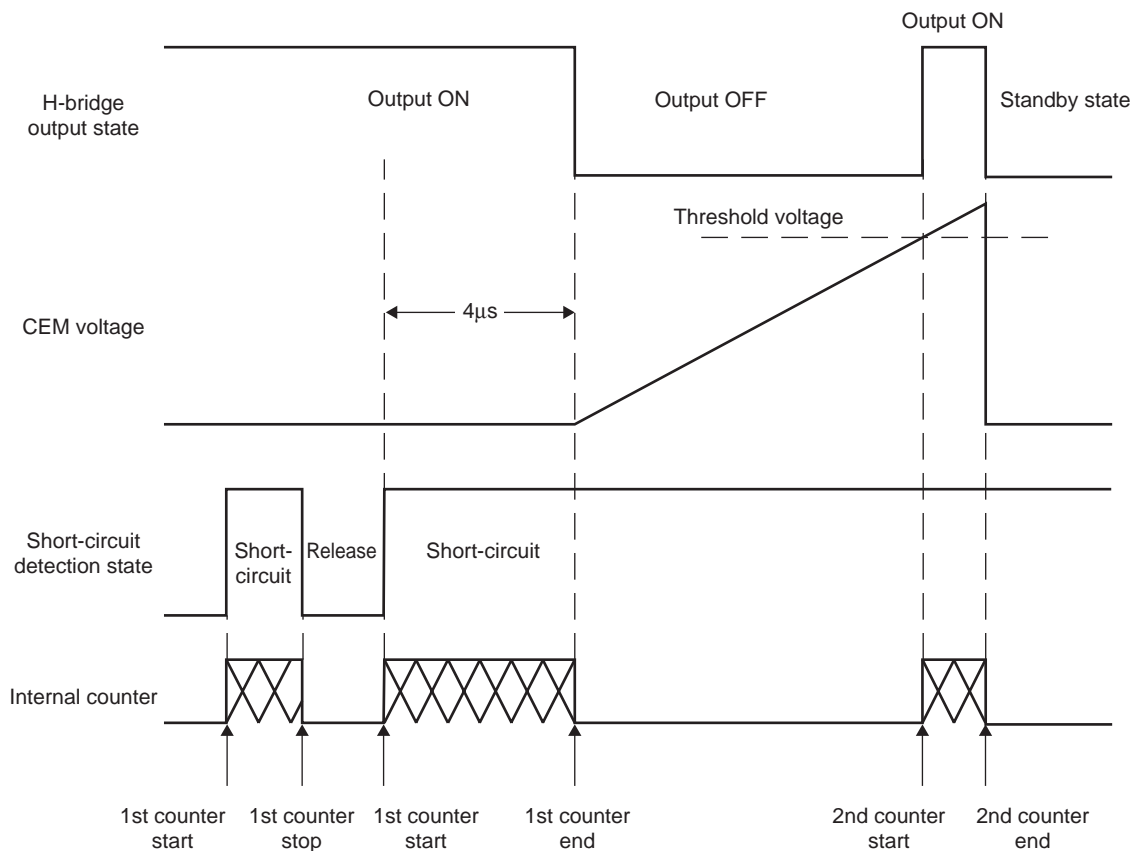 Output ON
H-bridge
output state
Output ON
Output OFF
Standby state
Threshold voltage
4μs
CEM voltage
Short-circuit
detection state
Short-
circuit
Release
Short-circuit
Internal counter
1st counter
start
1st counter
stop
1st counter
start
1st counter
end
2nd counter
start
2nd counter
end